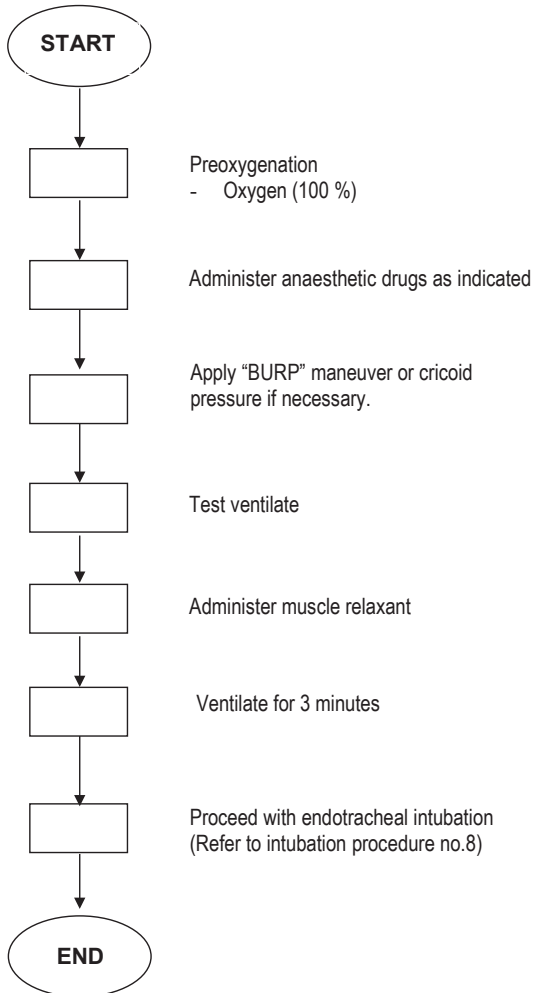 START
Preoxygenation
- Oxygen (100 %)
Administer anaesthetic drugs as indicated
Apply “BURP” maneuver or cricoid
pressure if necessary.
Test ventilate
Administer muscle relaxant
Ventilate for 3 minutes
Proceed with endotracheal intubation
(Refer to intubation procedure no.8)
END